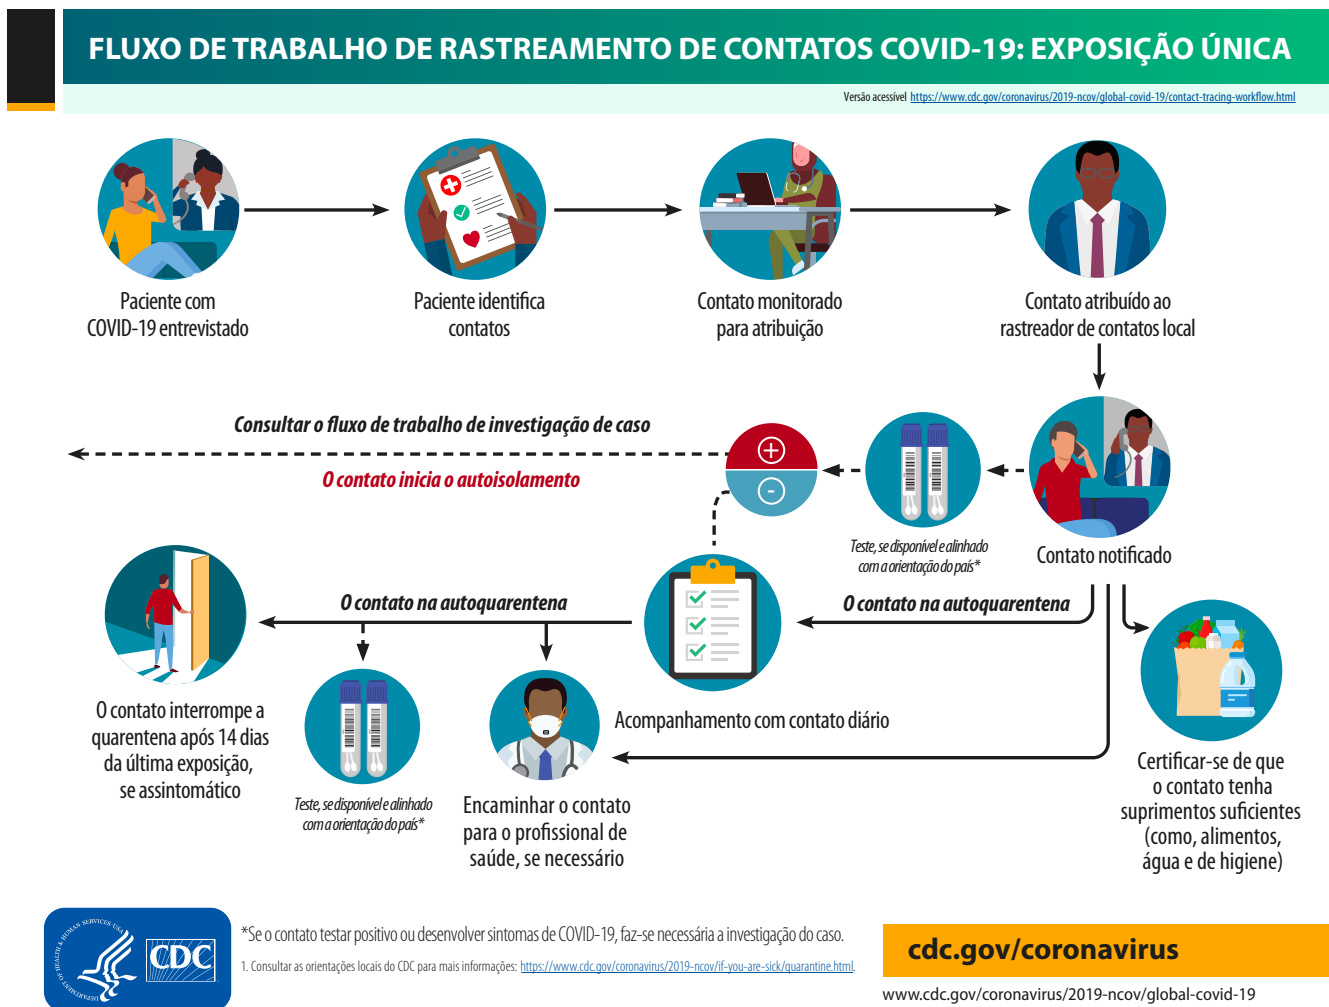 FLUXO DE TRABALHO DE RASTREAMENTO DE CONTATOS COVID-19: EXPOSIÇÃO ÚNICA
Versão acessível https://www.cdc.gov/coronavirus/2019-ncov/global-covid-19/contact-tracing-workflow.html
Paciente com
COVID-19 entrevistado
Paciente identifica
contatos
Contato monitorado
para atribuição
Contato atribuído ao
rastreador de contatos local
Consultar o fluxo de trabalho de investigação de caso
O contato inicia o autoisolamento
+
-
Teste, se disponível e alinhado
com a orientação do país*
Contato notificado
O contato na autoquarentena
O contato na autoquarentena
O contato interrompe a
quarentena após 14 dias
da última exposição,
se assintomático
Teste, se disponível e alinhado
com a orientação do país*
Encaminhar o contato
para o profissional de
saúde, se necessário
Acompanhamento com contato diário
Certificar-se de que
o contato tenha
suprimentos suficientes
(como, alimentos,
água e de higiene)
DEPARTMENT OF HEALTH & HUMAN SERVICES · USA
CDC
*Se o contato testar positivo ou desenvolver sintomas de COVID-19, faz-se necessária a investigação do caso.
1. Consultar as orientações locais do CDC para mais informações: https://www.cdc.gov/coronavirus/2019-ncov/if-you-are-sick/quarantine.html.
cdc.gov/coronavirus
www.cdc.gov/coronavirus/2019-ncov/global-covid-19